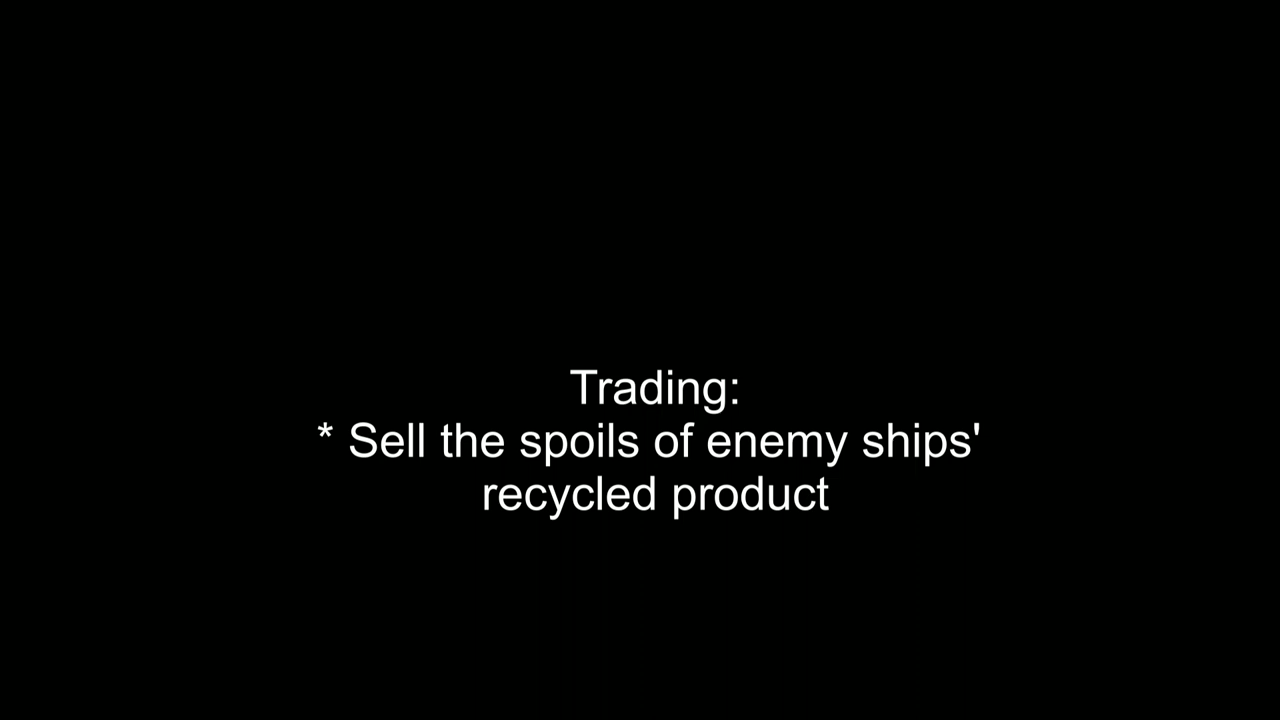 Trading:
* Sell the spoils of enemy ships'
recycled product